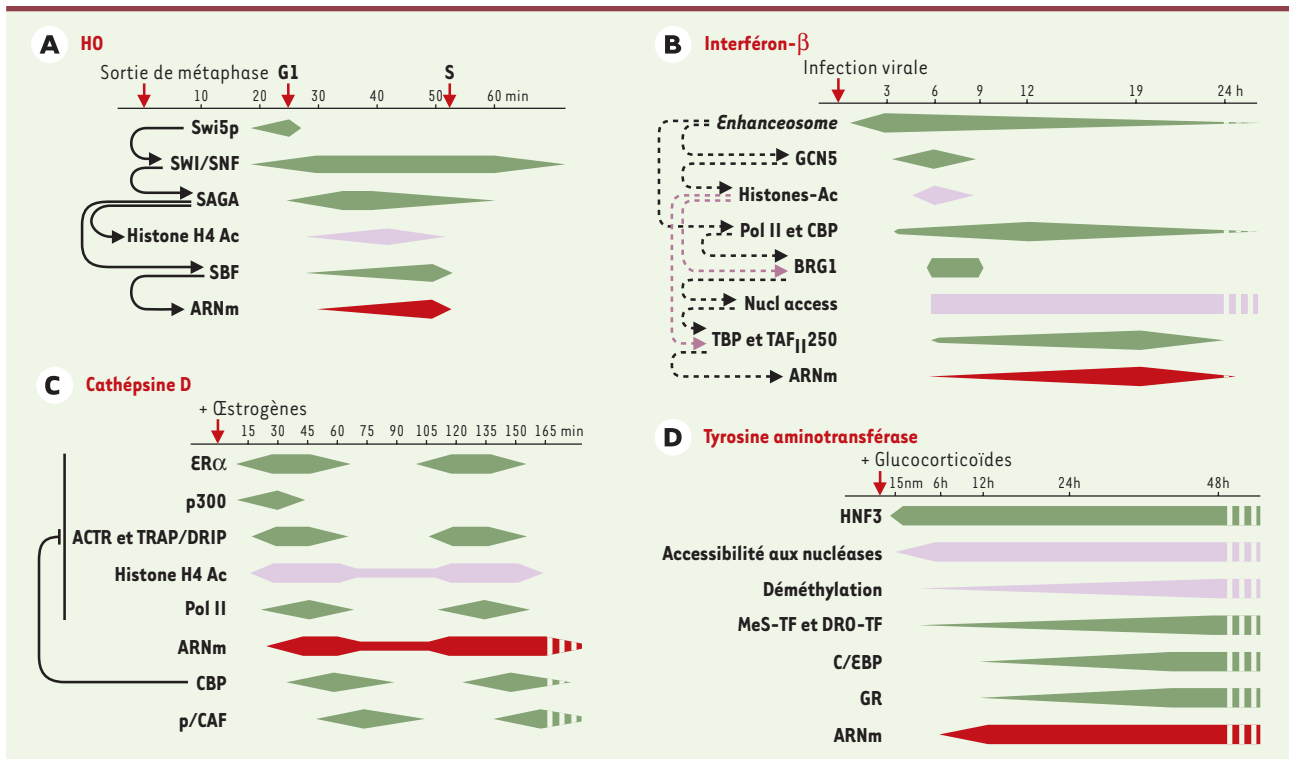 A HO
Sortie de métaphase G1 S
10 20 30 40 50 60 min
Swi5p
SWI/SNF
SAGA
Histone H4 Ac
SBF
ARNm
B Interféron-β
Infection virale
3 6 9 12 19 24 h
Enhanceosome
GCN5
Histones-Ac
Pol II et CBP
BRG1
Nucl access
TBP et TAFII250
ARNm
C Cathépsine D
+ Œstrogènes
15 30 45 60 75 90 105 120 135 150 165 min
ERα
p300
ACTR et TRAP/DRIP
Histone H4 Ac
Pol II
ARNm
CBP
p/CAF
D Tyrosine aminotransférase
+ Glucocorticoïdes
15nm 6h 12h 24h 48h
HNF3
Accessibilité aux nucléases
Déméthylation
MeS-TF et DRO-TF
C/EBP
GR
ARNm